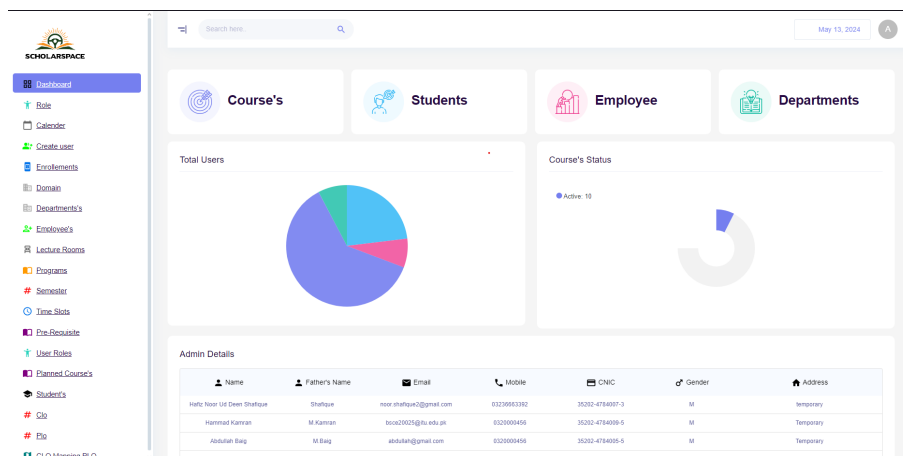 SCHOLARSPACE
Dashboard
Role
Calender
Create user
Enrollements
Domain
Departments's
Employee's
Lecture Rooms
Programs
Semester
Time Slots
Pre-Requisite
User Roles
Planned Course's
Student's
Clo
Plo
CLO Mapping PLO
Search here..
May 13, 2024
A
Course's
Students
Employee
Departments
Total Users
Course's Status
Active: 10
Admin Details
Name Father's Name Email Mobile CNIC Gender Address
Hafiz Noor Ud Deen Shafique Shafique noor.shafique2@gmail.com 03236663392 35202-4784007-3 M temporary
Hammad Kamran M.Kamran bsce20025@itu.edu.pk 0320000456 35202-4784009-5 M Temporary
Abdullah Baig M.Baig abdullah@gmail.com 0320000456 35202-4784005-5 M Temporary